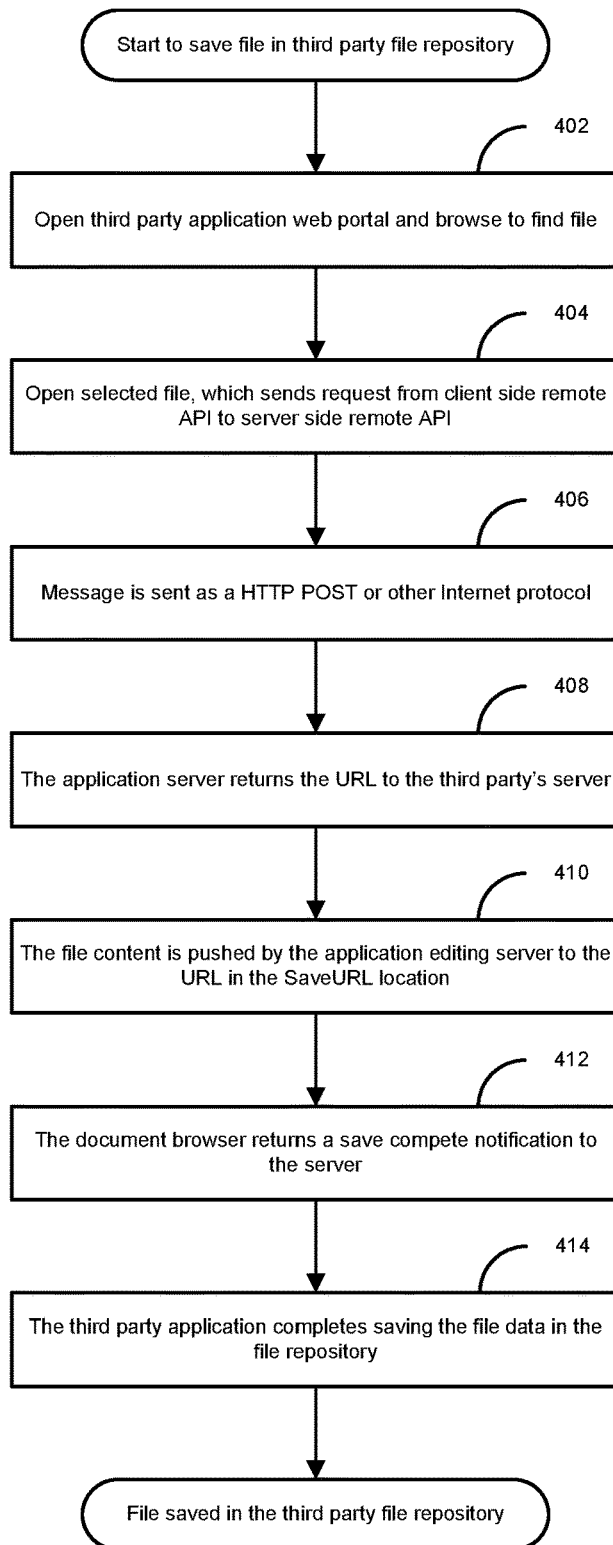 Start to save file in third party file repository
402
Open third party application web portal and browse to find file
404
Open selected file, which sends request from client side remote
API to server side remote API
406
Message is sent as a HTTP POST or other Internet protocol
408
The application server returns the URL to the third party's server
410
The file content is pushed by the application editing server to the
URL in the SaveURL location
412
The document browser returns a save compete notification to
the server
414
The third party application completes saving the file data in the
file repository
File saved in the third party file repository